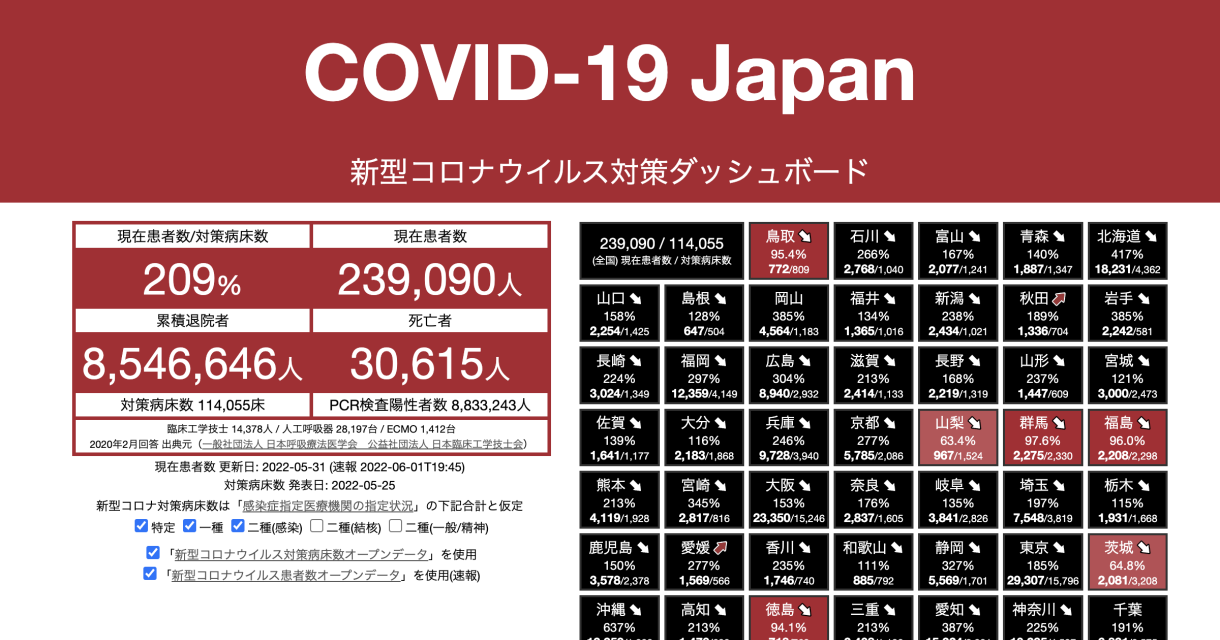 COVID-19 Japan
新型コロナウイルス対策ダッシュボード
現在患者数/対策病床数
現在患者数
209%
239,090人
累積退院者
死亡者
8,546,646人
30,615人
対策病床数 114,055床
PCR検査陽性者数 8,833,243人
臨床工学技士 14,378人 / 人工呼吸器 28,197台 / ECMO 1,412台
2020年2月回答 出典元（一般社団法人 日本呼吸療法医学会　公益社団法人 日本臨床工学技士会）
現在患者数 更新日: 2022-05-31 (速報 2022-06-01T19:45)
対策病床数 発表日: 2022-05-25
新型コロナ対策病床数は「感染症指定医療機関の指定状況」の下記合計と仮定
特定 一種 二種(感染) 二種(結核) 二種(一般/精神)
「新型コロナウイルス対策病床数オープンデータ」を使用
「新型コロナウイルス患者数オープンデータ」を使用(速報)
239,090 / 114,055
(全国) 現在患者数 / 対策病床数
鳥取
95.4%
772/809
石川
266%
2,768/1,040
富山
167%
2,077/1,241
青森
140%
1,887/1,347
北海道
417%
18,231/4,362
山口
158%
2,254/1,425
島根
128%
647/504
岡山
385%
4,564/1,183
福井
134%
1,365/1,016
新潟
238%
2,434/1,021
秋田
189%
1,336/704
岩手
385%
2,242/581
長崎
224%
3,024/1,349
福岡
297%
12,359/4,149
広島
304%
8,940/2,932
滋賀
213%
2,414/1,133
長野
168%
2,219/1,319
山形
237%
1,447/609
宮城
121%
3,000/2,473
佐賀
139%
1,641/1,177
大分
116%
2,183/1,868
兵庫
246%
9,728/3,940
京都
277%
5,785/2,086
山梨
63.4%
967/1,524
群馬
97.6%
2,275/2,330
福島
96.0%
2,208/2,298
熊本
213%
4,119/1,928
宮崎
345%
2,817/816
大阪
153%
23,350/15,246
奈良
176%
2,837/1,605
岐阜
135%
3,841/2,826
埼玉
197%
7,548/3,819
栃木
115%
1,931/1,668
鹿児島
150%
3,578/2,378
愛媛
277%
1,569/566
香川
235%
1,746/740
和歌山
111%
885/792
静岡
327%
5,569/1,701
東京
185%
29,307/15,796
茨城
64.8%
2,081/3,208
沖縄
637%
高知
213%
徳島
94.1%
三重
213%
愛知
387%
神奈川
225%
千葉
191%